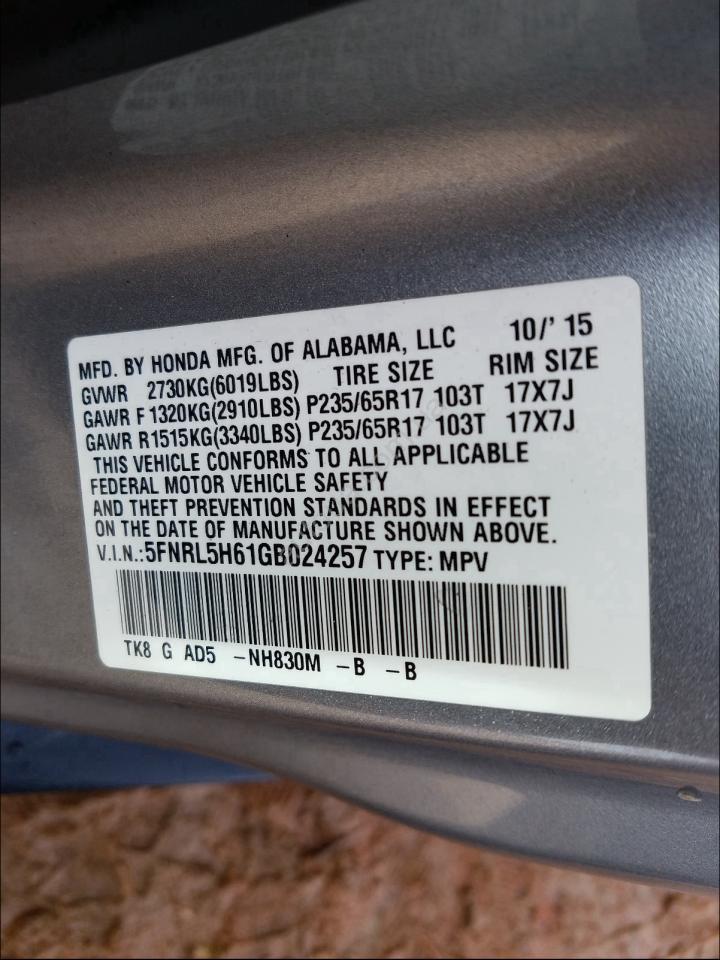 MFD. BY HONDA MFG. OF ALABAMA, LLC 10/' 15
GVWR 2730KG(6019LBS) TIRE SIZE RIM SIZE
GAWR F 1320KG(2910LBS) P235/65R17 103T 17X7J
GAWR R1515KG(3340LBS) P235/65R17 103T 17X7J
THIS VEHICLE CONFORMS TO ALL APPLICABLE
FEDERAL MOTOR VEHICLE SAFETY
AND THEFT PREVENTION STANDARDS IN EFFECT
ON THE DATE OF MANUFACTURE SHOWN ABOVE.
V.I.N.:5FNRL5H61GB024257 TYPE: MPV
TK8 G AD5 -NH830M -B -B